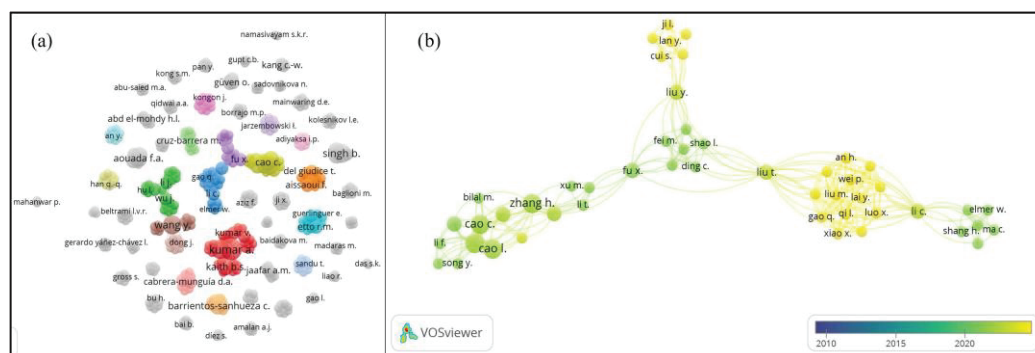 (a)
namasivayam s.k.r.
gupt c.b.
pan y.
kang c.-w.
kong s.m.
güven o.
sadovnikova n.
abu-saied m.a.
kongon j.
mainwaring d.e.
qidwai a.a.
borrajo m.p.
kolesnikov l.e.
abd el-mohdy h.l.
jarzembowski ł.
an y.
cruz-barrera m.
adiyaksa i.p.
singh b.
aouada f.a.
fu x.
cao c.
del giudice t.
han q.-q.
gao q.
aissaoui l.
li j.
hu l.
li c.
baglioni m.
wu j.
aziz f.
ji x.
mahanwar p.
elmer w.
guerlinguer e.
beltrami l.v.r.
wang y.
etto r.m.
kumar v.
gerardo yáñez-chávez l.
dong j.
kumar a.
baidakova m.
madaras m.
kaith b.s.
das s.k.
gross s.
jaafar a.m.
sandu t.
liao r.
cabrera-munguía d.a.
bu h.
barrientos-sanhueza c.
gao l.
bai b.
amalan a.j.
díez s.
(b)
ji l.
lan y.
cui s.
liu y.
fei m.
shao l.
ding c.
fu x.
liu t.
an h.
wei p.
liu m.
lai y.
gao q.
qi l.
luo x.
xiao x.
li c.
elmer w.
shang h.
ma c.
xu m.
li t.
bilal m.
zhang h.
cao c.
cao l.
li f.
song y.
VOSviewer
2010
2015
2020